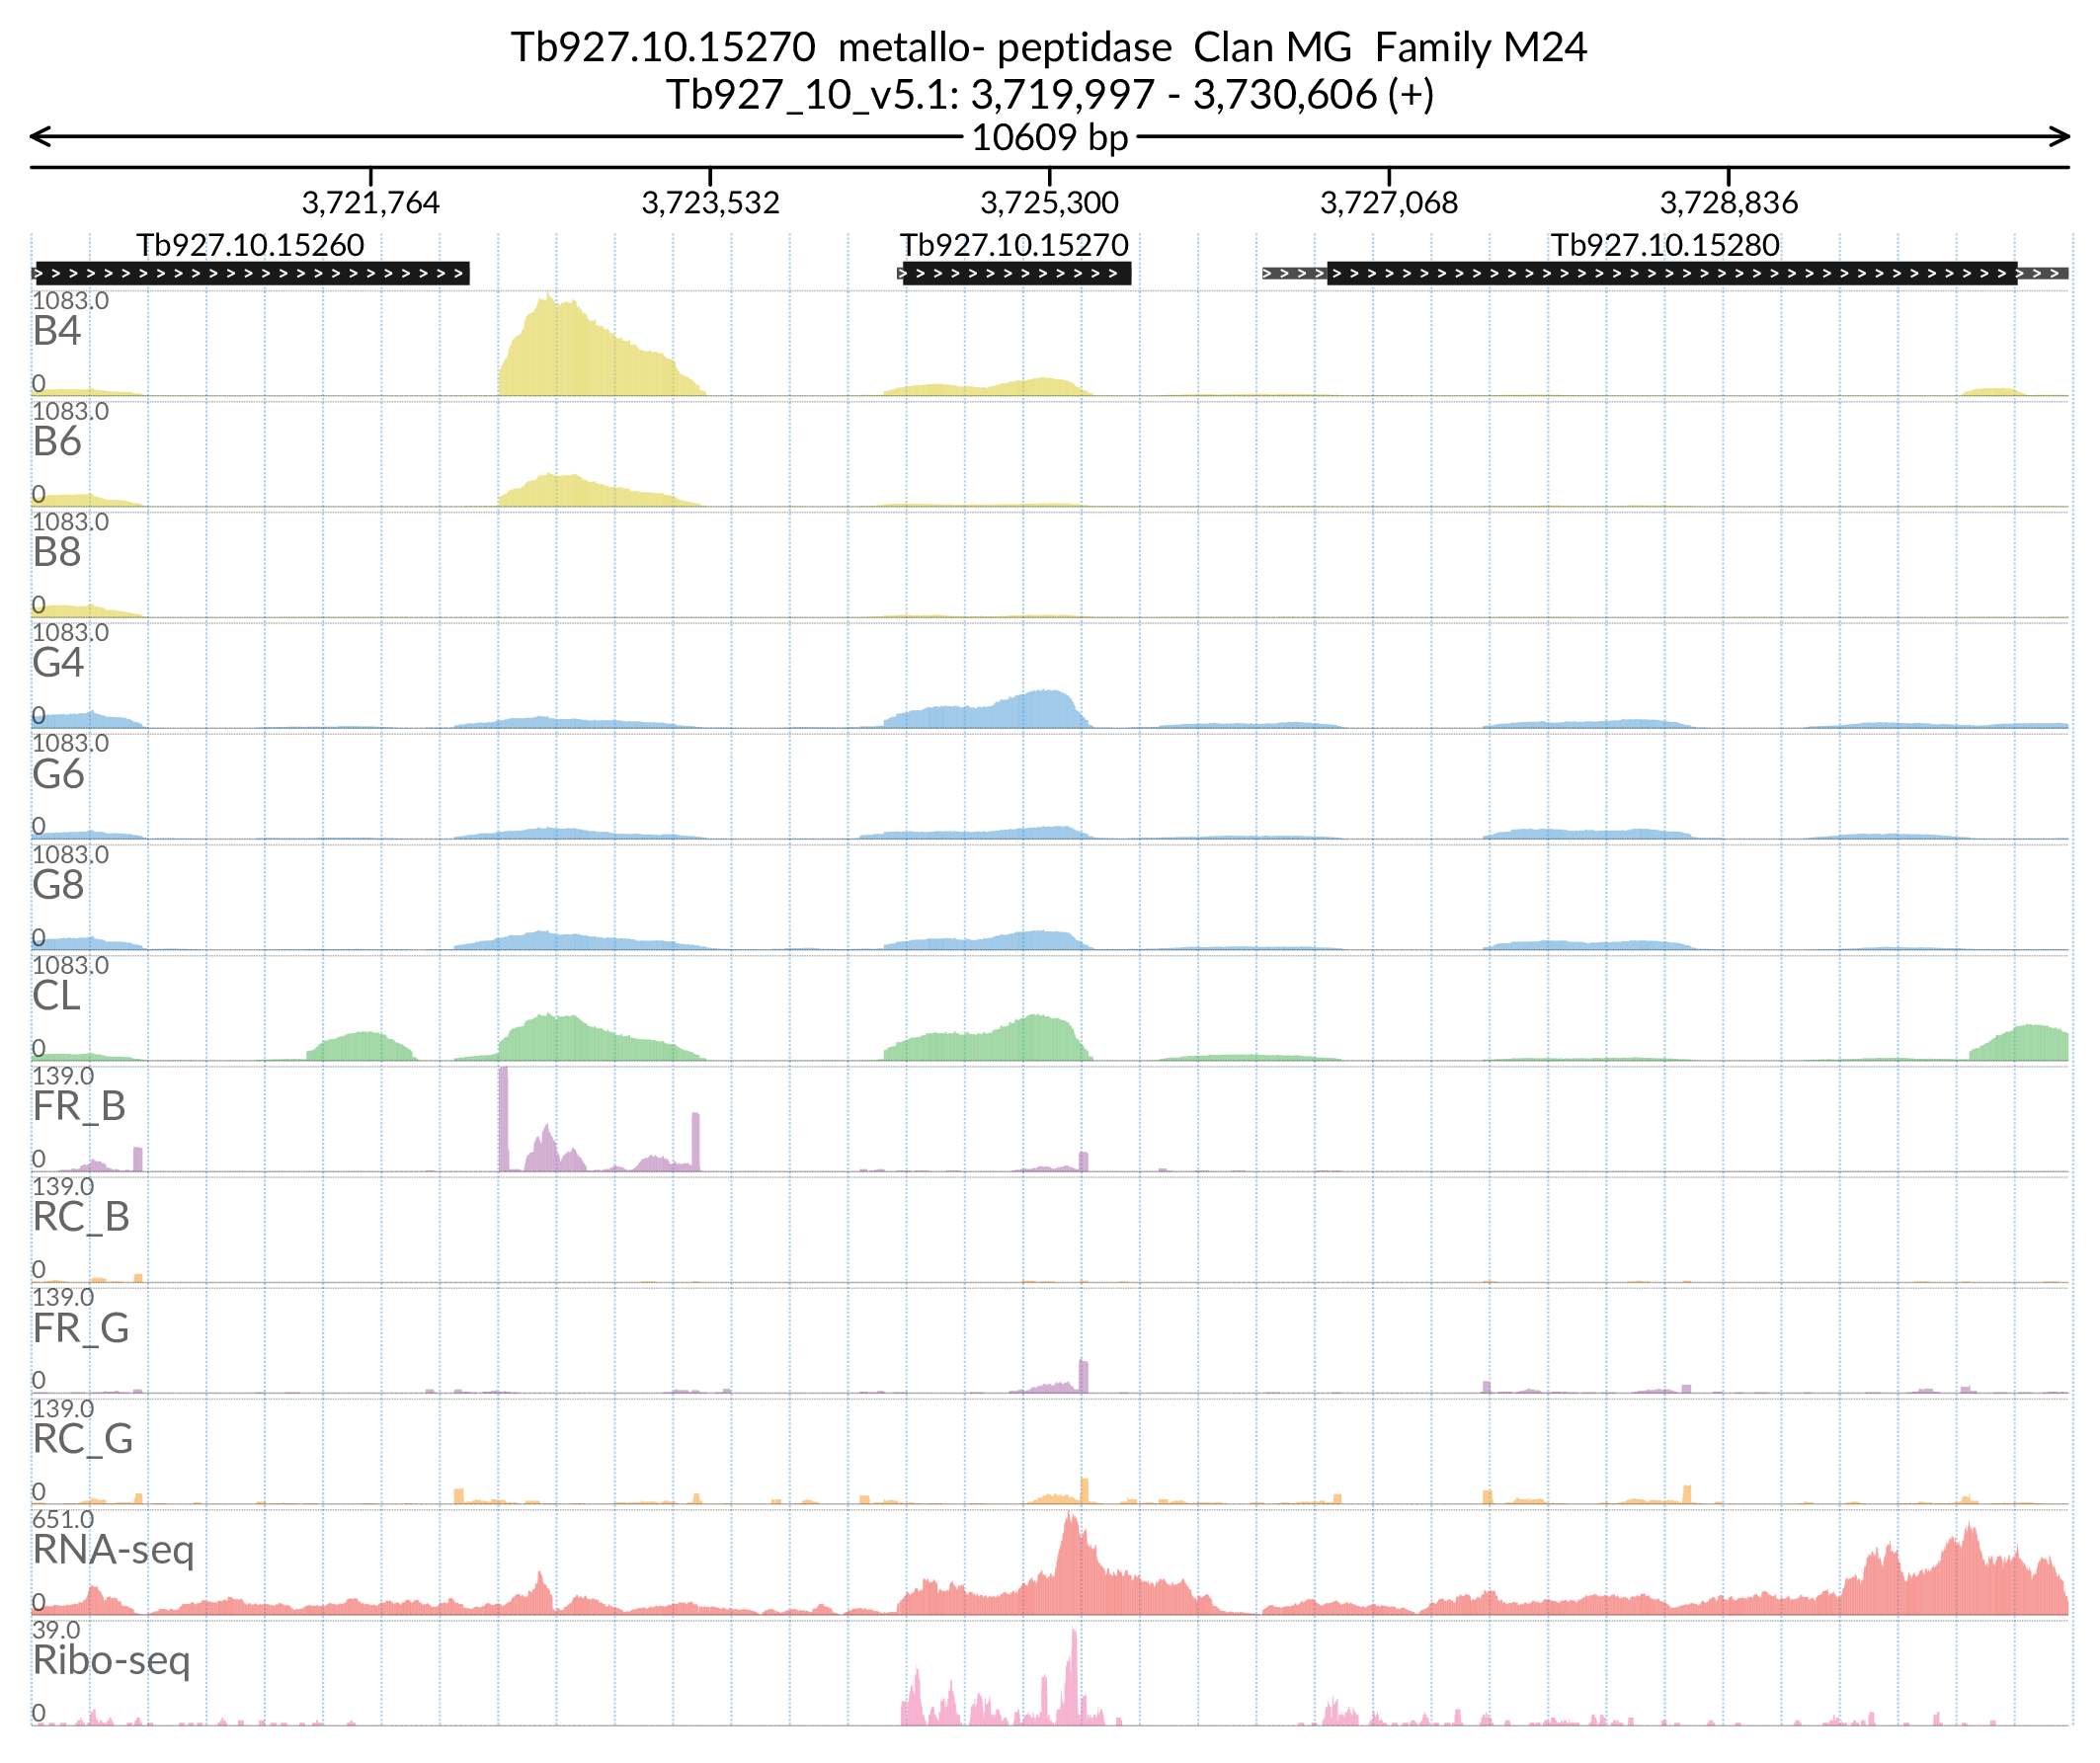 Tb927.10.15270 metallo- peptidase Clan MG Family M24
Tb927_10_v5.1: 3,719,997 - 3,730,606 (+)
10609 bp
3,721,764 3,723,532 3,725,300 3,727,068 3,728,836
Tb927.10.15260 Tb927.10.15270 Tb927.10.15280
1083.0
B4
0
1083.0
B6
0
1083.0
B8
0
1083.0
G4
0
1083.0
G6
0
1083.0
G8
0
1083.0
CL
0
139.0
FR_B
0
139.0
RC_B
0
139.0
FR_G
0
139.0
RC_G
0
651.0
RNA-seq
0
39.0
Ribo-seq
0